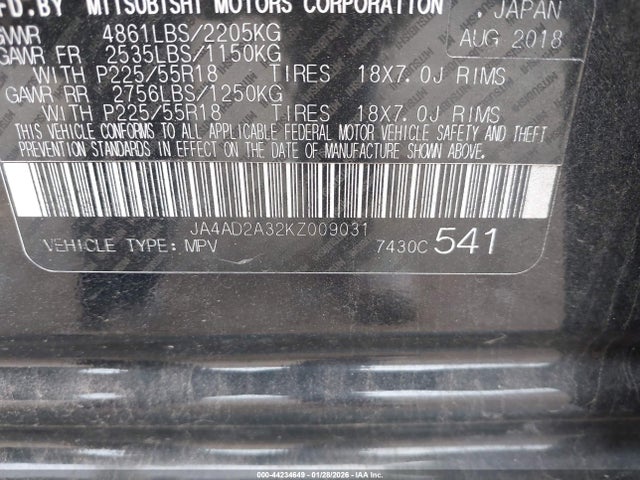 MFD.BY MITSUBISHI MOTORS CORPORATION . JAPAN
GVWR 4861LBS/2205KG AUG 2018
GAWR FR 2535LBS/1150KG
WITH P225/55R18 TIRES 18X7.0J RIMS
GAWR RR 2756LBS/1250KG
WITH P225/55R18 TIRES 18X7.0J RIMS
THIS VEHICLE CONFORMS TO ALL APPLICABLE FEDERAL MOTOR VEHICLE SAFETY AND THEFT
PREVENTION STANDARDS IN EFFECT ON THE DATE OF MANUFACTURE SHOWN ABOVE.
JA4AD2A32KZ009031
VEHICLE TYPE: MPV 7430C 541
000-44234649 | 01/28/2026 - IAA Inc.